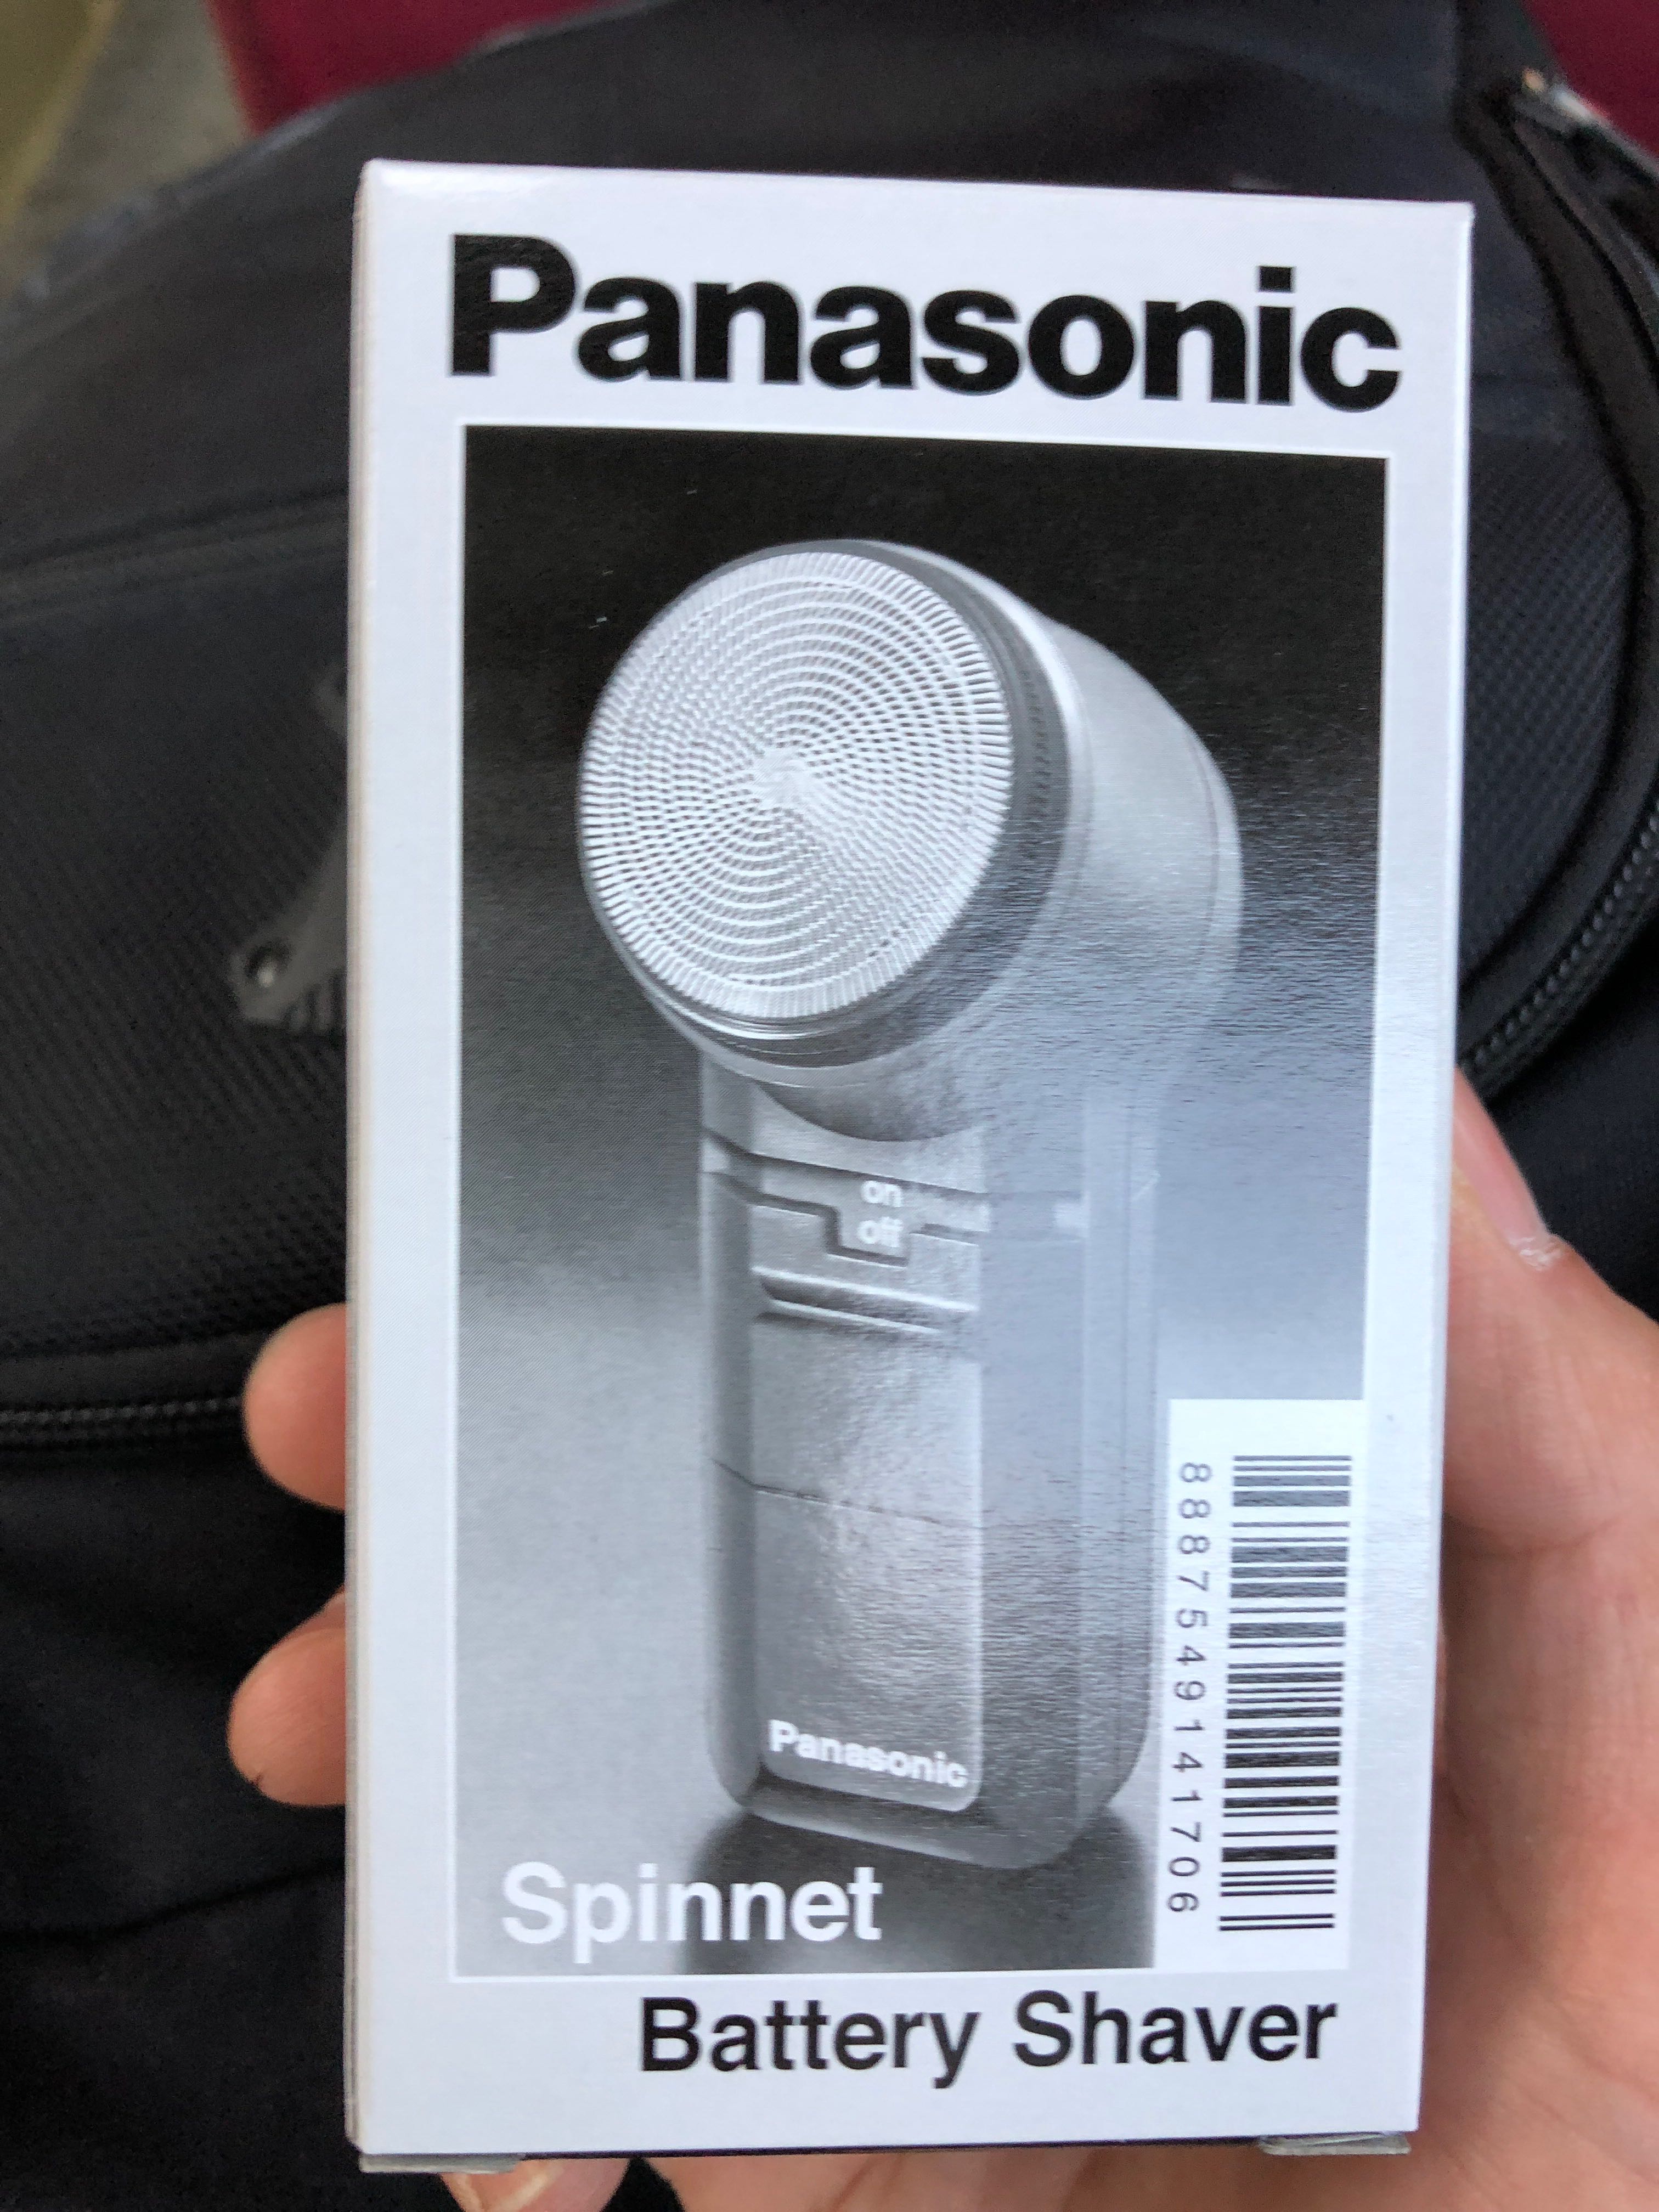 Panasonic
on
off
Panasonic
Spinnet
8887549141706
Battery Shaver